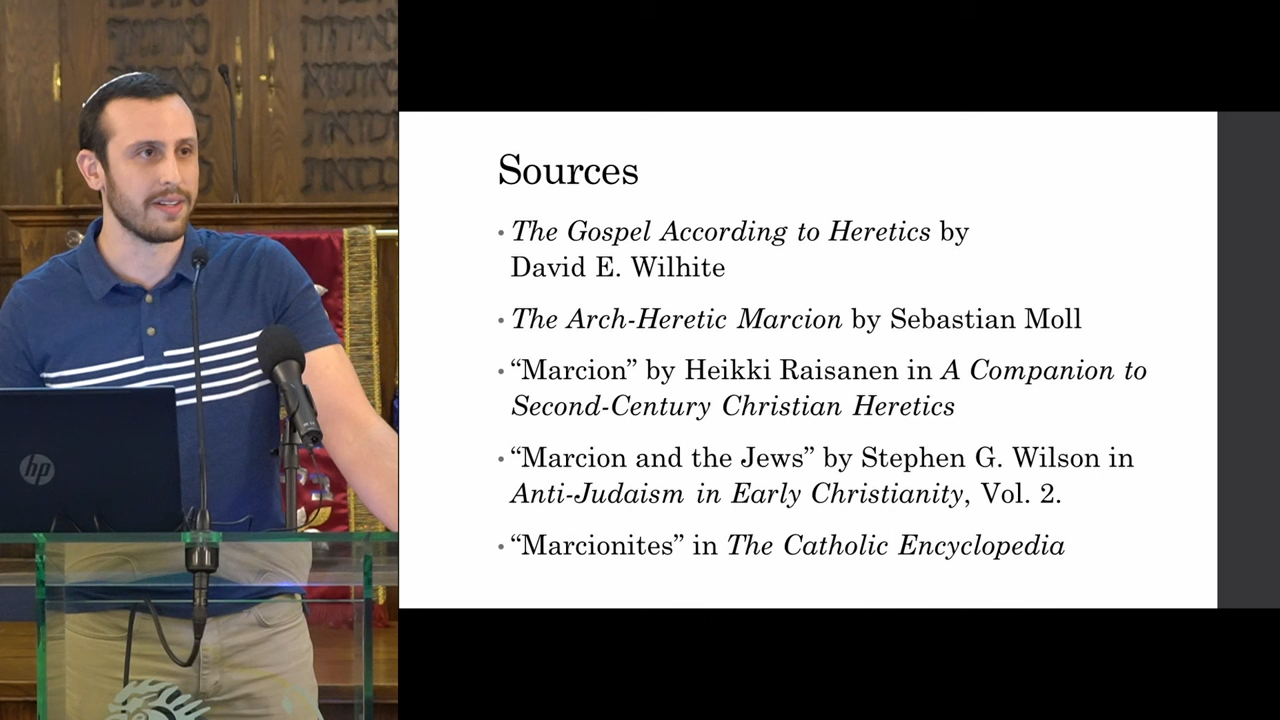 Sources
• The Gospel According to Heretics by
David E. Wilhite
• The Arch-Heretic Marcion by Sebastian Moll
• “Marcion” by Heikki Raisanen in A Companion to
Second-Century Christian Heretics
• “Marcion and the Jews” by Stephen G. Wilson in
Anti-Judaism in Early Christianity, Vol. 2.
• “Marcionites” in The Catholic Encyclopedia
hp